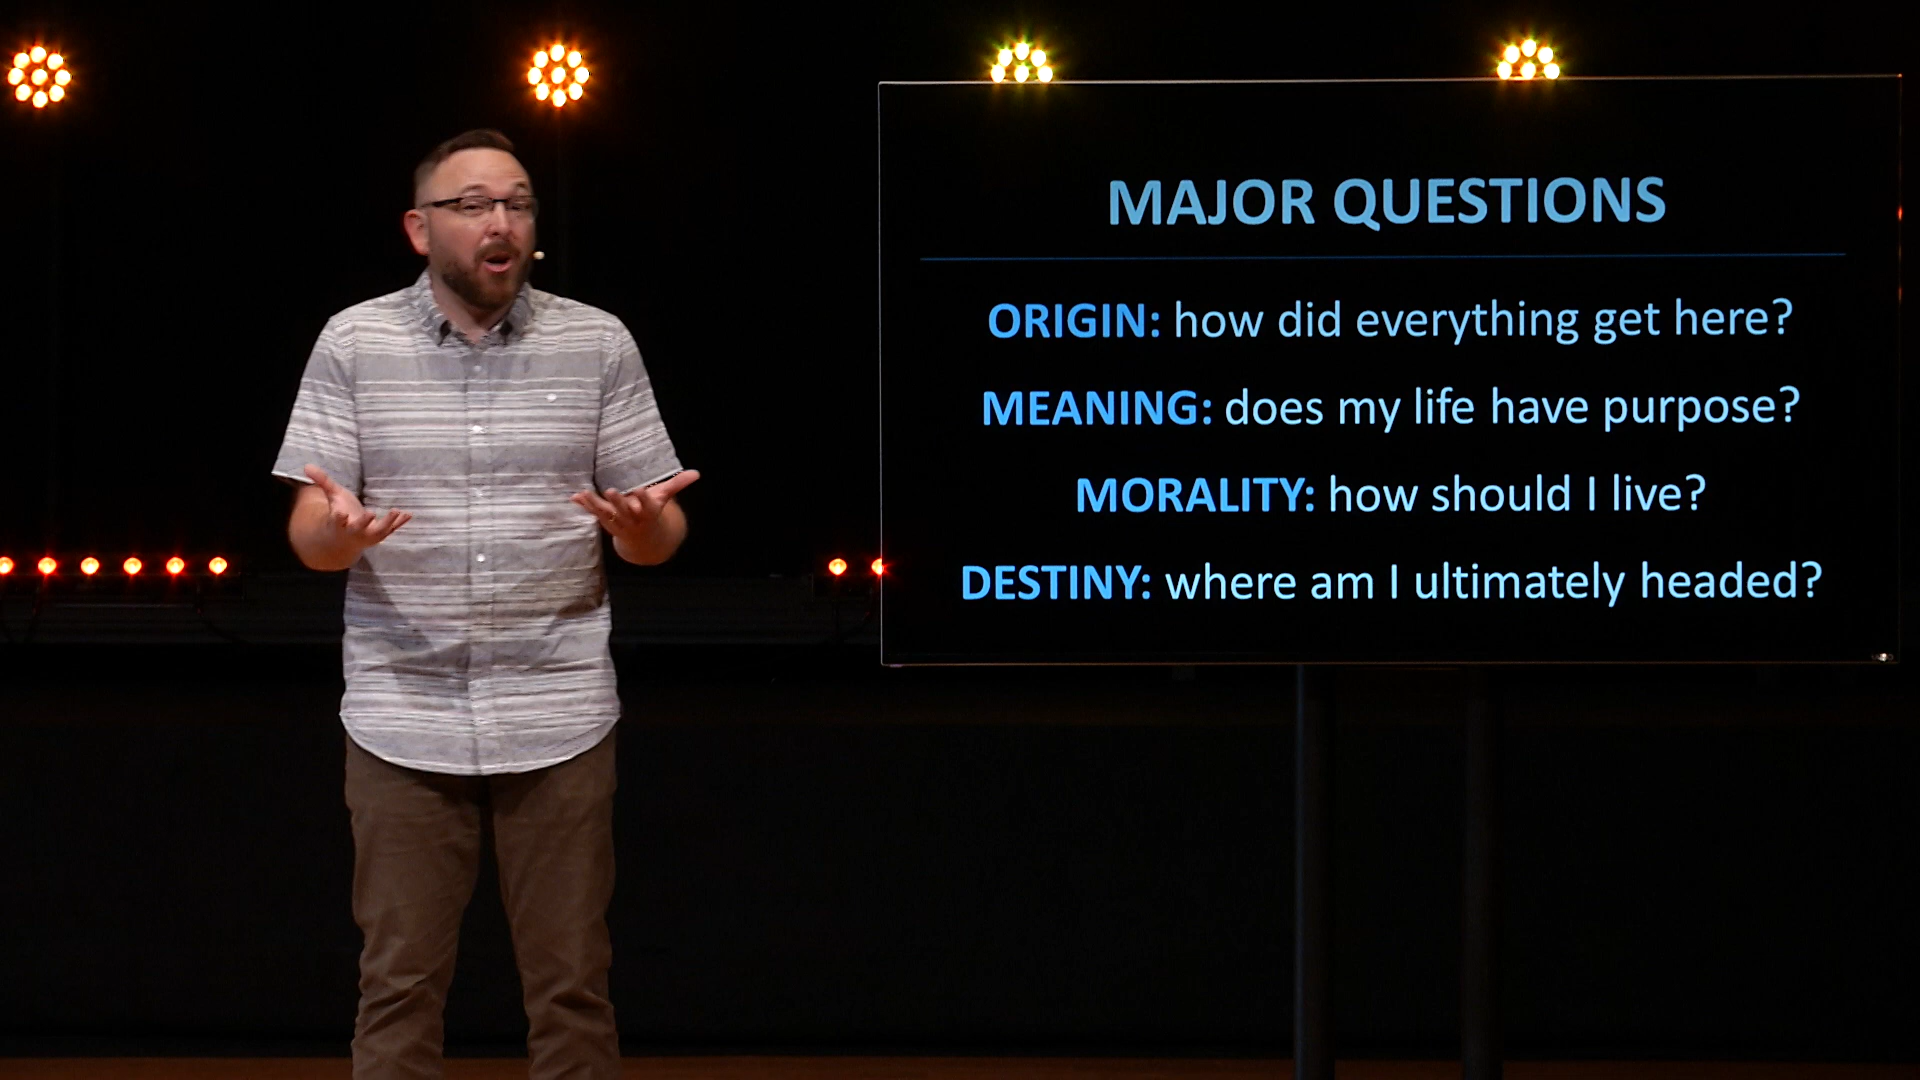 MAJOR QUESTIONS
ORIGIN: how did everything get here?
MEANING: does my life have purpose?
MORALITY: how should I live?
DESTINY: where am I ultimately headed?